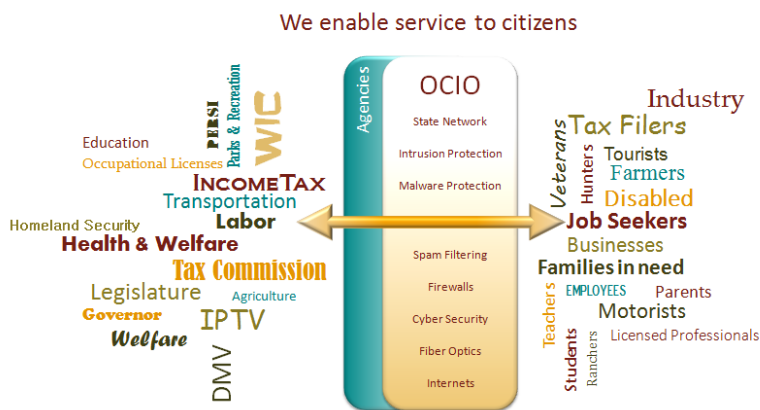 We enable service to citizens
Agencies
OCIO
State Network
Intrusion Protection
Malware Protection
Spam Filtering
Firewalls
Cyber Security
Fiber Optics
Internets
PERSI
Parks & Recreation
WIC
Education
Occupational Licenses
INCOME TAX
Transportation
Labor
Homeland Security
Health & Welfare
Tax Commission
Legislature
Agriculture
Governor
IPTV
Welfare
DMV
Industry
Veterans
Tax Filers
Hunters
Tourists
Farmers
Disabled
Job Seekers
Businesses
Families in need
Teachers
EMPLOYEES
Parents
Motorists
Students
Ranchers
Licensed Professionals